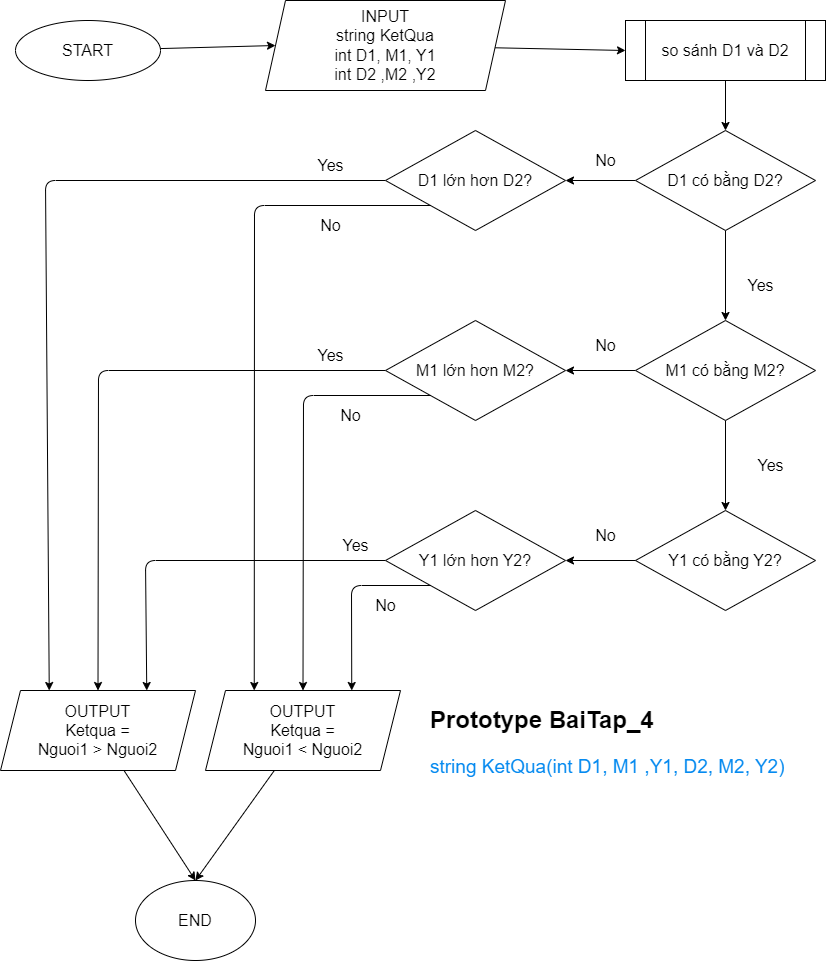 START
INPUT
string KetQua
int D1, M1, Y1
int D2 ,M2 ,Y2
so sánh D1 và D2
D1 có bằng D2?
No
D1 lớn hơn D2?
Yes
No
Yes
M1 có bằng M2?
No
M1 lớn hơn M2?
Yes
No
Yes
Y1 có bằng Y2?
No
Y1 lớn hơn Y2?
Yes
No
OUTPUT
Ketqua =
Nguoi1 > Nguoi2
OUTPUT
Ketqua =
Nguoi1 < Nguoi2
Prototype BaiTap_4
string KetQua(int D1, M1 ,Y1, D2, M2, Y2)
END